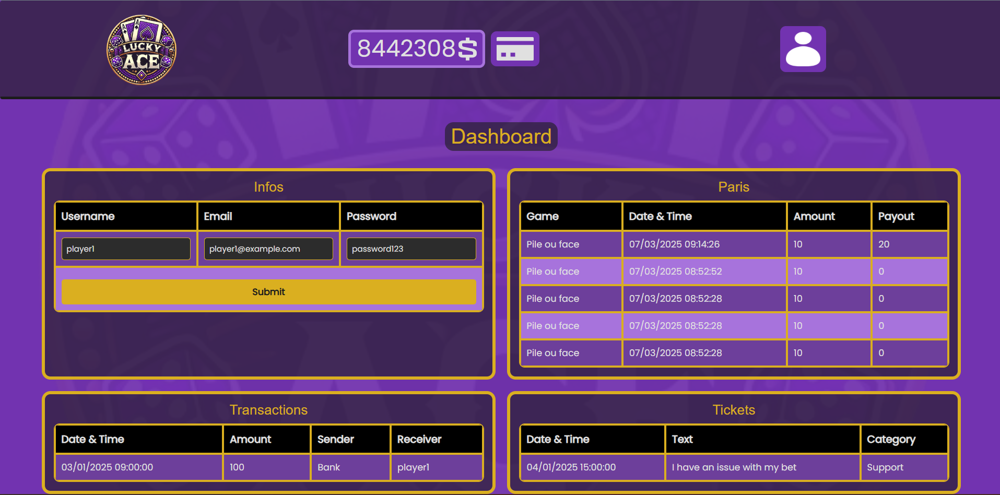 LUCKY
ACE
8442308$
Dashboard
Infos
Username Email Password
player1 player1@example.com password123
Submit
Paris
Game Date & Time Amount Payout
Pile ou face 07/03/2025 09:14:26 10 20
Pile ou face 07/03/2025 08:52:52 10 0
Pile ou face 07/03/2025 08:52:28 10 0
Pile ou face 07/03/2025 08:52:28 10 0
Pile ou face 07/03/2025 08:52:28 10 0
Transactions
Date & Time Amount Sender Receiver
03/01/2025 09:00:00 100 Bank player1
Tickets
Date & Time Text Category
04/01/2025 15:00:00 I have an issue with my bet Support